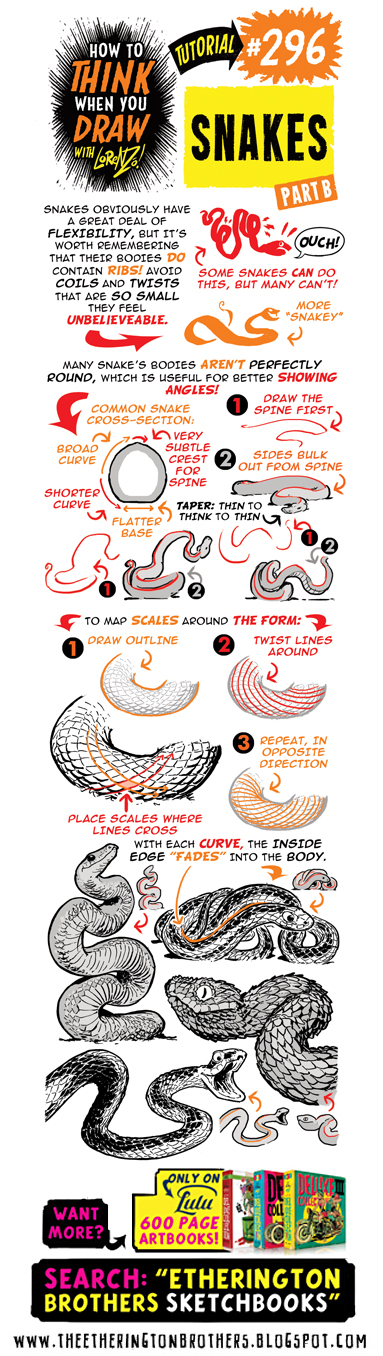 HOW TO
THINK
WHEN YOU
DRAW
WITH LORENZO!
TUTORIAL
#296
SNAKES
PART B
SNAKES OBVIOUSLY HAVE
A GREAT DEAL OF
FLEXIBILITY, BUT IT'S
WORTH REMEMBERING
THAT THEIR BODIES DO
CONTAIN RIBS! AVOID
COILS AND TWISTS
THAT ARE SO SMALL
THEY FEEL
UNBELIEVEABLE.
OUCH!
SOME SNAKES CAN DO
THIS, BUT MANY CAN'T!
MORE
"SNAKEY"
MANY SNAKE'S BODIES AREN'T PERFECTLY
ROUND, WHICH IS USEFUL FOR BETTER SHOWING
ANGLES!
COMMON SNAKE
CROSS-SECTION:
BROAD
CURVE
VERY
SUBTLE
CREST
FOR
SPINE
SHORTER
CURVE
FLATTER
BASE
1
DRAW THE
SPINE FIRST
2
SIDES BULK
OUT FROM SPINE
TAPER: THIN TO
THINK TO THIN
1
2
1
2
TO MAP SCALES AROUND THE FORM:
1
DRAW OUTLINE
2
TWIST LINES
AROUND
3
REPEAT, IN
OPPOSITE
DIRECTION
PLACE SCALES WHERE
LINES CROSS
WITH EACH CURVE, THE INSIDE
EDGE "FADES" INTO THE BODY.
WANT
MORE?
ONLY ON
Lulu
600 PAGE
ARTBOOKS!
DELUXE III
SEARCH: "ETHERINGTON
BROTHERS SKETCHBOOKS"
WWW.THEETHERINGTONBROTHERS.BLOGSPOT.COM